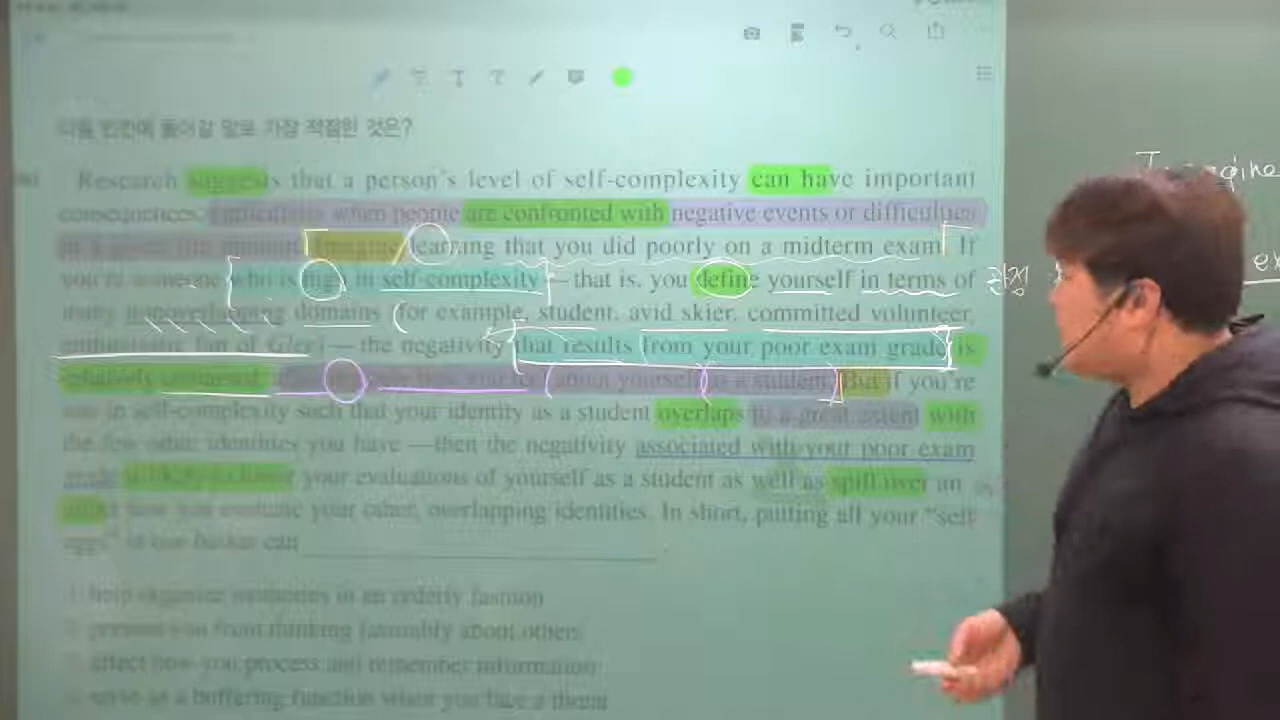 다음 빈칸에 들어갈 말로 가장 적절한 것은?
Research suggests that a person's level of self-complexity can have important
consequences, particularly when people are confronted with negative events or difficulties
in a given life domain. Imagine learning that you did poorly on a midterm exam. If
you're someone who is high in self-complexity—that is, you define yourself in terms of
many nonoverlapping domains (for example, student, avid skier, committed volunteer,
enthusiastic fan of Glee)—the negativity that results from your poor exam grade is
relatively contained, how you feel about yourself as a student. But if you're
low in self-complexity such that your identity as a student overlaps to a great extent with
the few other identities you have—then the negativity associated with your poor exam
grade is likely to lower your evaluations of yourself as a student as well as spill over an
affect how you evaluate your other, overlapping identities. In short, putting all your "self
eggs" in one basket can
help organize memories in an orderly fashion
prevent you from thinking favorably about others
affect how you process and remember information
serve as a buffering function when you face a threat
Imagine
ex